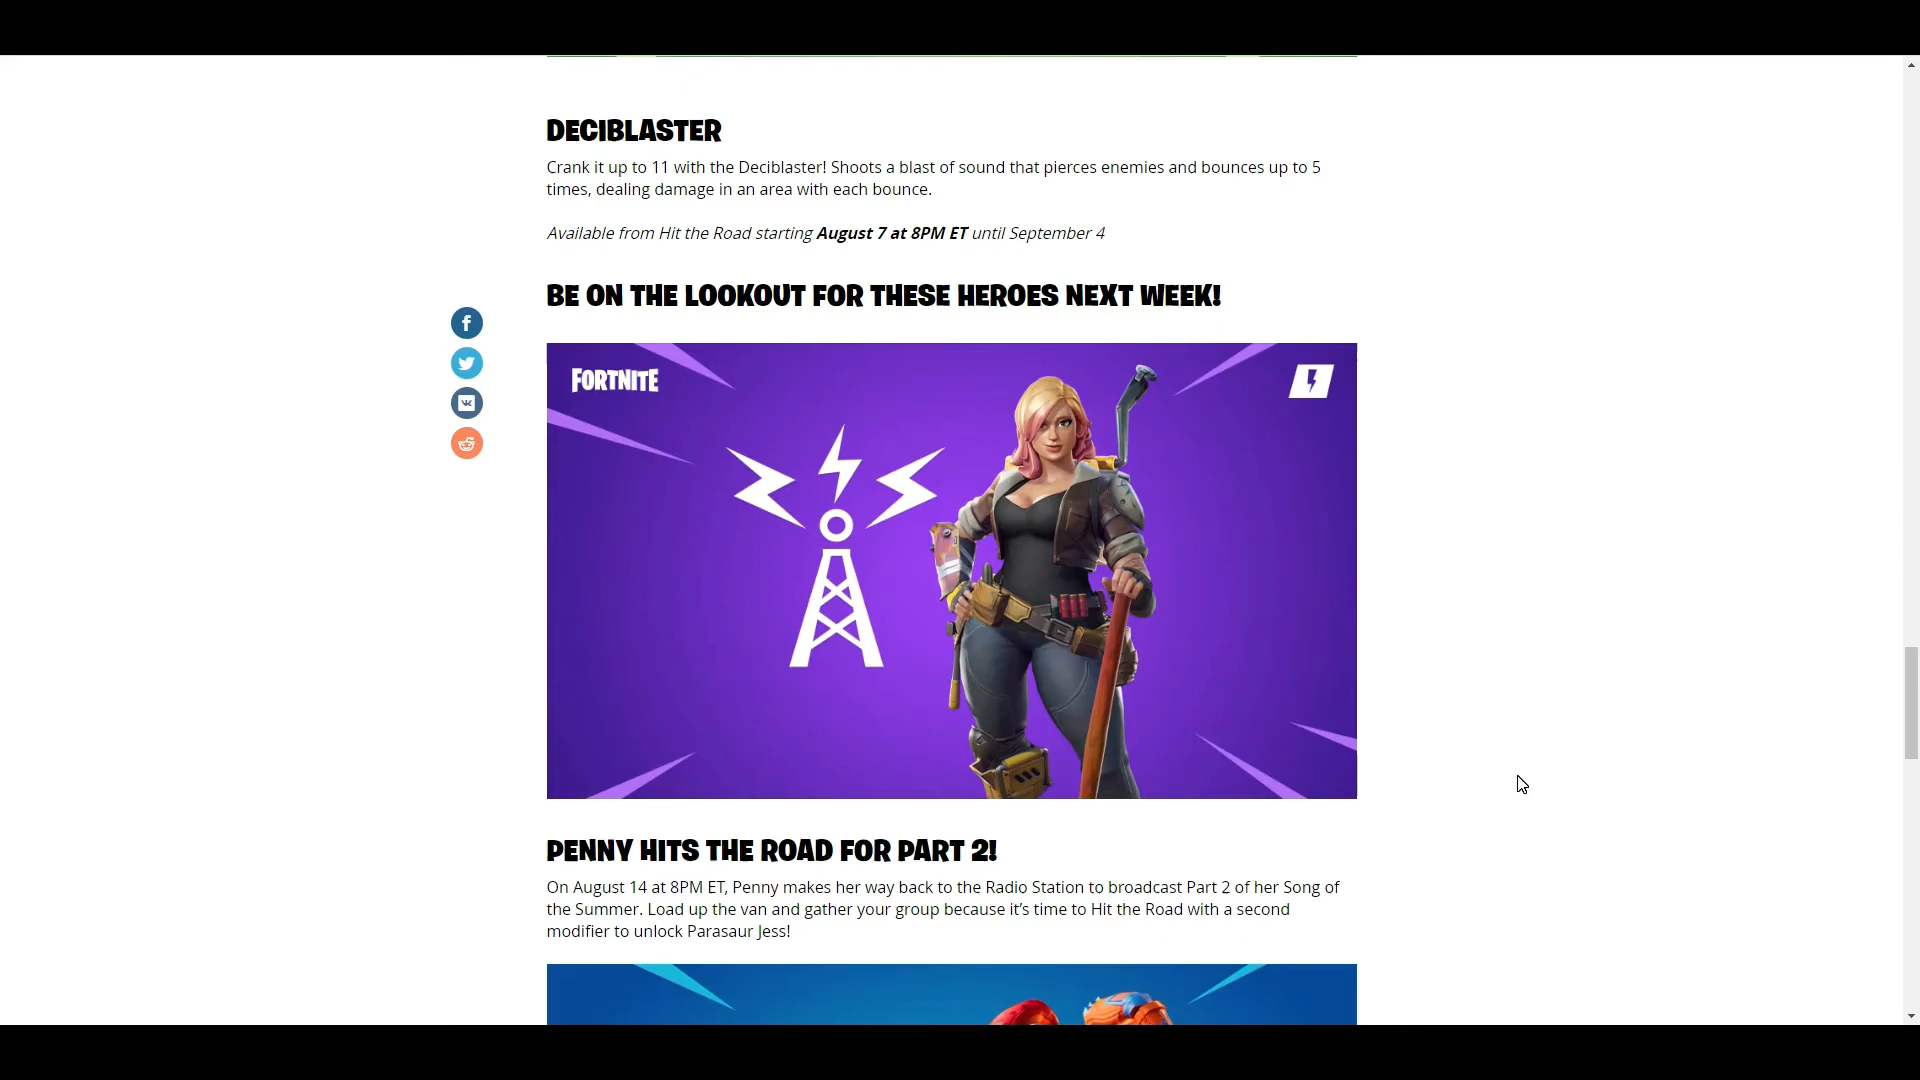 DECIBLASTER
Crank it up to 11 with the Deciblaster! Shoots a blast of sound that pierces enemies and bounces up to 5
times, dealing damage in an area with each bounce.
Available from Hit the Road starting August 7 at 8PM ET until September 4
BE ON THE LOOKOUT FOR THESE HEROES NEXT WEEK!
FORTNITE
PENNY HITS THE ROAD FOR PART 2!
On August 14 at 8PM ET, Penny makes her way back to the Radio Station to broadcast Part 2 of her Song of
the Summer. Load up the van and gather your group because it’s time to Hit the Road with a second
modifier to unlock Parasaur Jess!